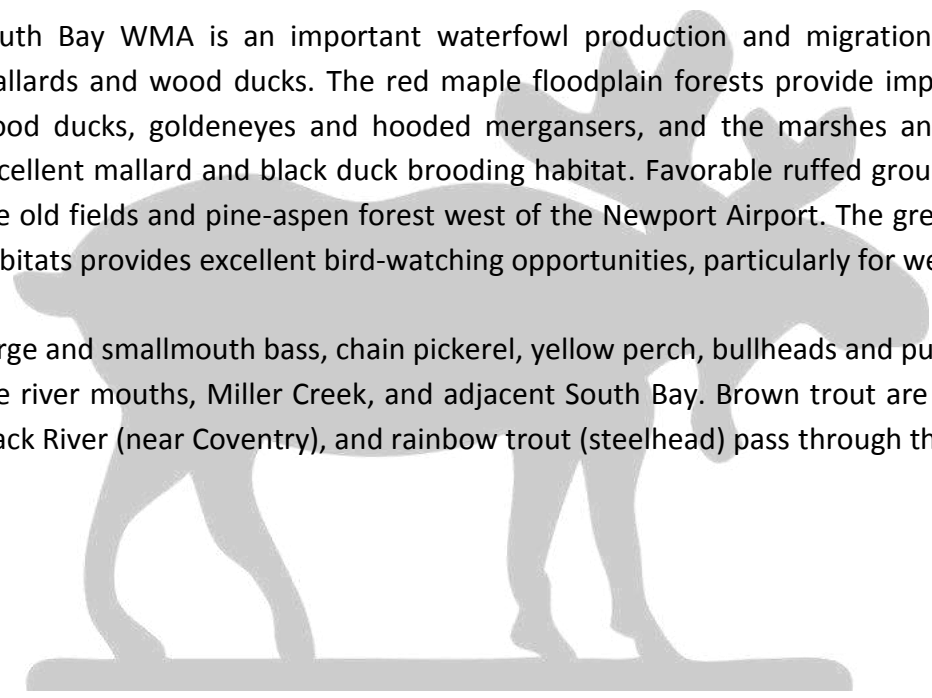 uth Bay WMA is an important waterfowl production and migration
allards and wood ducks. The red maple floodplain forests provide imp
ood ducks, goldeneyes and hooded mergansers, and the marshes an
cellent mallard and black duck brooding habitat. Favorable ruffed grou
e old fields and pine-aspen forest west of the Newport Airport. The gre
bitats provides excellent bird-watching opportunities, particularly for we
rge and smallmouth bass, chain pickerel, yellow perch, bullheads and pu
e river mouths, Miller Creek, and adjacent South Bay. Brown trout are
ack River (near Coventry), and rainbow trout (steelhead) pass through th